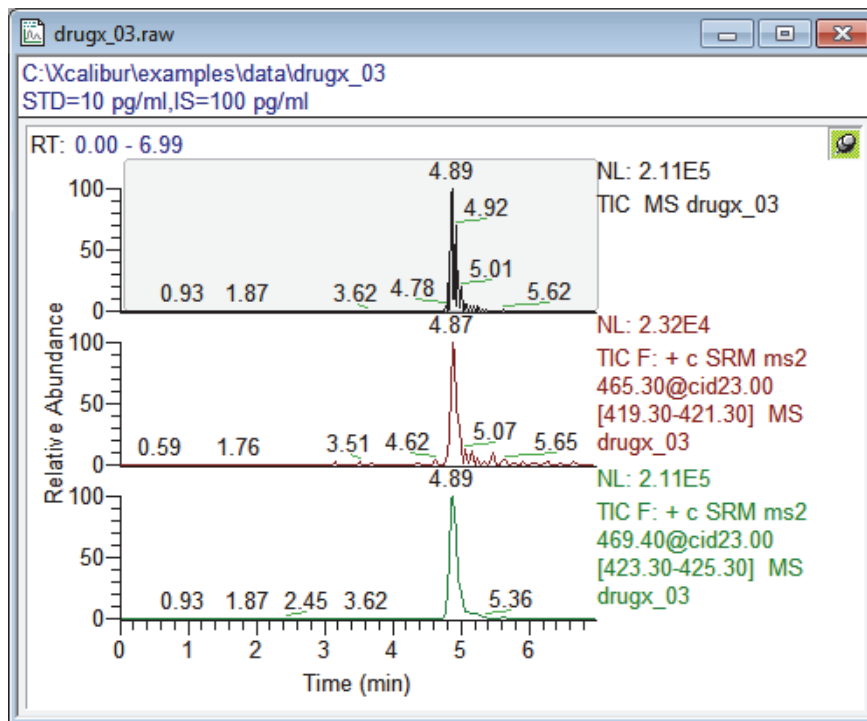 drugx_03.raw
C:\Xcalibur\examples\data\drugx_03
STD=10 pg/ml,IS=100 pg/ml
RT: 0.00 - 6.99
Relative Abundance
100
50
0
4.89
4.92
5.01
4.78
0.93 1.87 3.62 5.62
NL: 2.11E5
TIC MS drugx_03
100
50
0
4.87
0.59 1.76 3.51 4.62 5.07 5.65
NL: 2.32E4
TIC F: + c SRM ms2
465.30@cid23.00
[419.30-421.30] MS
drugx_03
100
50
0
4.89
0.93 1.87 2.45 3.62 5.36
NL: 2.11E5
TIC F: + c SRM ms2
469.40@cid23.00
[423.30-425.30] MS
drugx_03
0 1 2 3 4 5 6
Time (min)